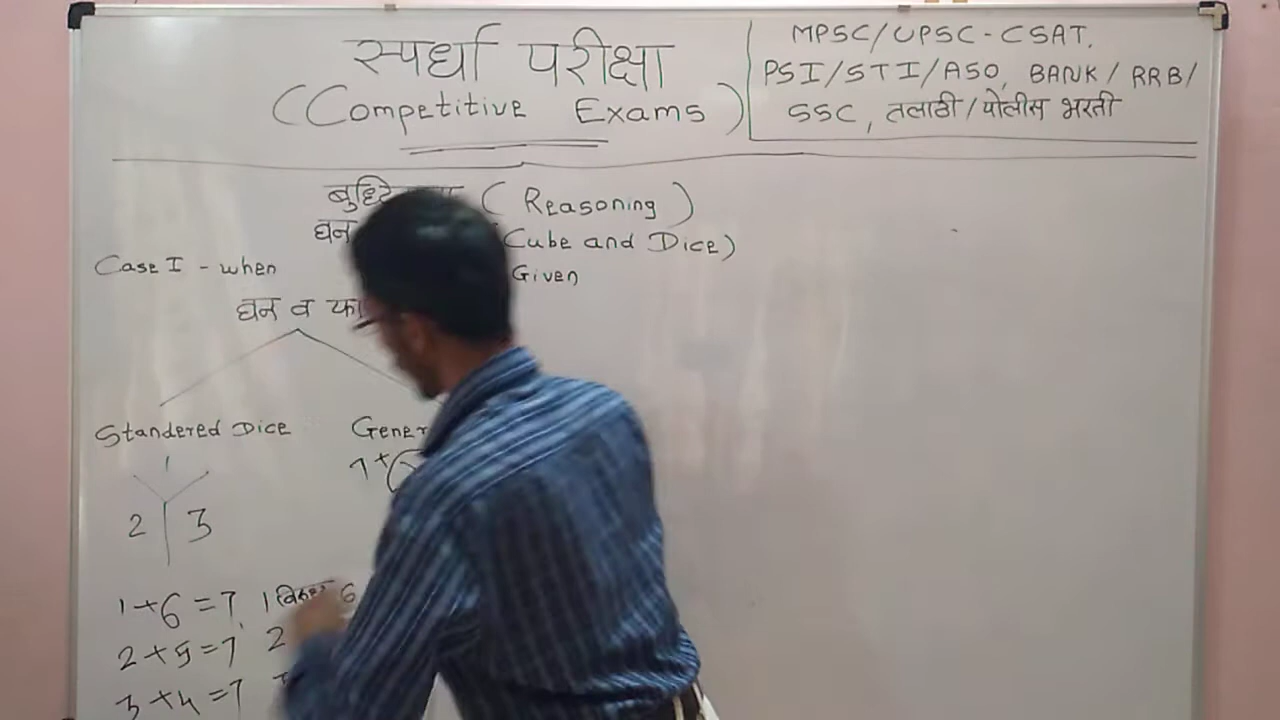 स्पर्धा परीक्षा
(Competitive Exams)
MPSC/UPSC-CSAT.
PSI/STI/ASO, BANK/RRB/
SSC, तलाठी/पोलीस भरती
(Reasoning)
घन
(Cube and Dice)
Case I - when
Given
घन व
Standered Dice
1
2 3
1+6=7, 1 विरुद्ध 6
2+5=7 2
3+4=7